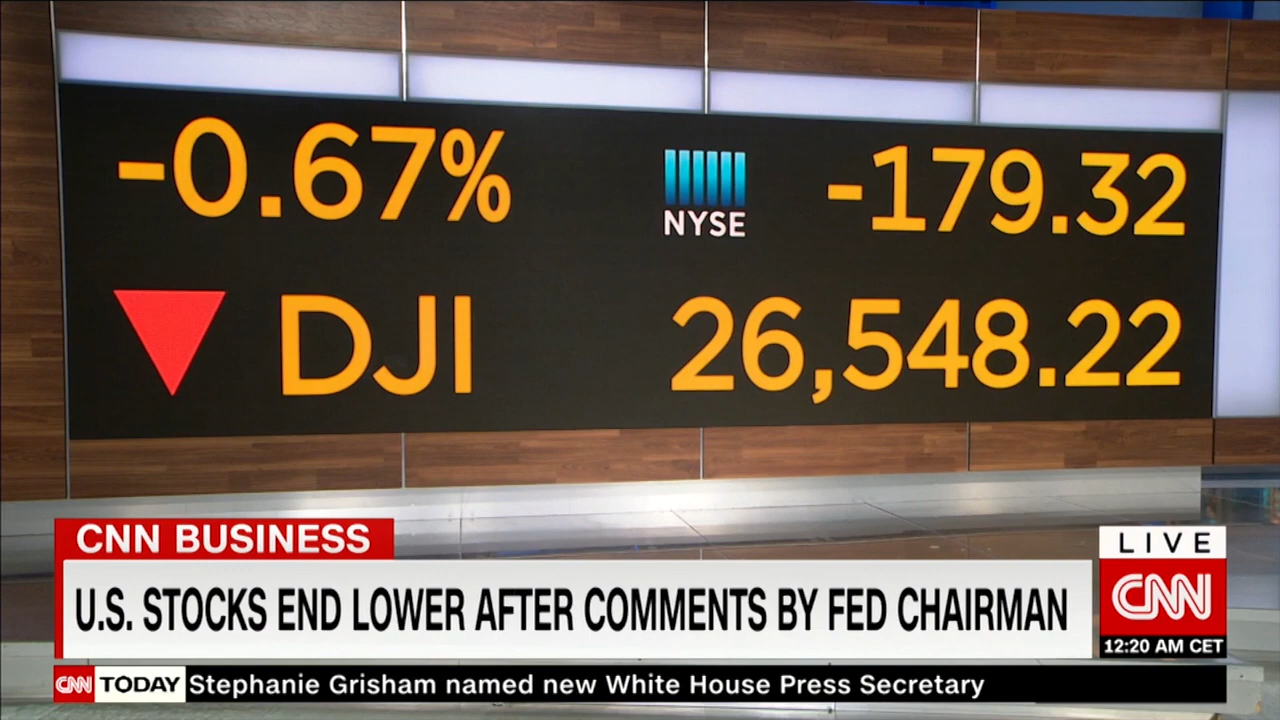 -0.67%
NYSE
-179.32
DJI
26,548.22
CNN BUSINESS
U.S. STOCKS END LOWER AFTER COMMENTS BY FED CHAIRMAN
LIVE
CNN
12:20 AM CET
CNN TODAY Stephanie Grisham named new White House Press Secretary